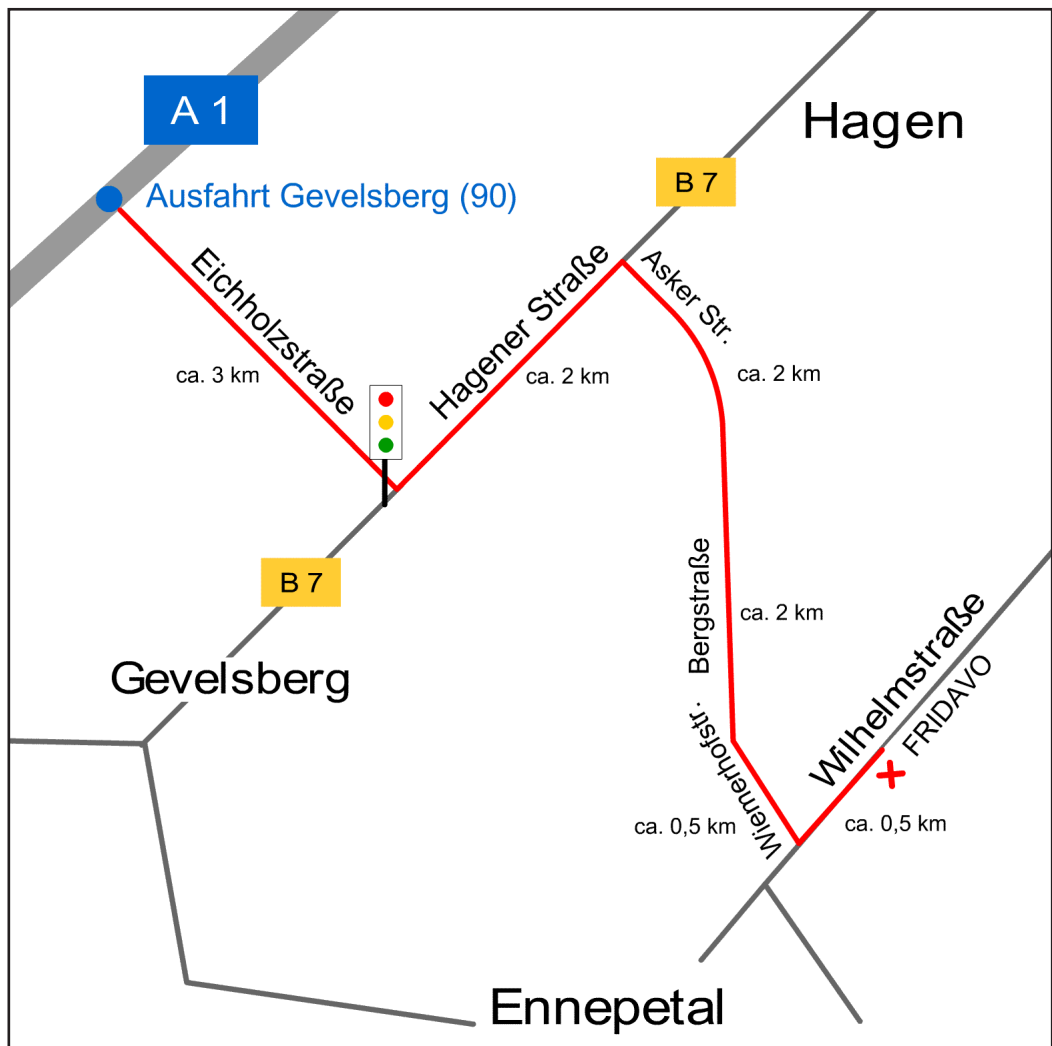 A 1
Hagen
B 7
Ausfahrt Gevelsberg (90)
Eichholzstraße
Hagener Straße
Asker Str.
ca. 3 km
ca. 2 km
ca. 2 km
B 7
Bergstraße
ca. 2 km
Gevelsberg
Wilhelmstraße
FRIDAVO
Wiemerhofstr.
ca. 0,5 km
ca. 0,5 km
Ennepetal